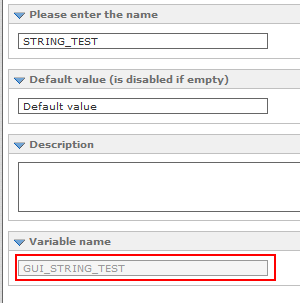 Please enter the name
STRING_TEST
Default value (is disabled if empty)
Default value
Description
Variable name
GUI_STRING_TEST